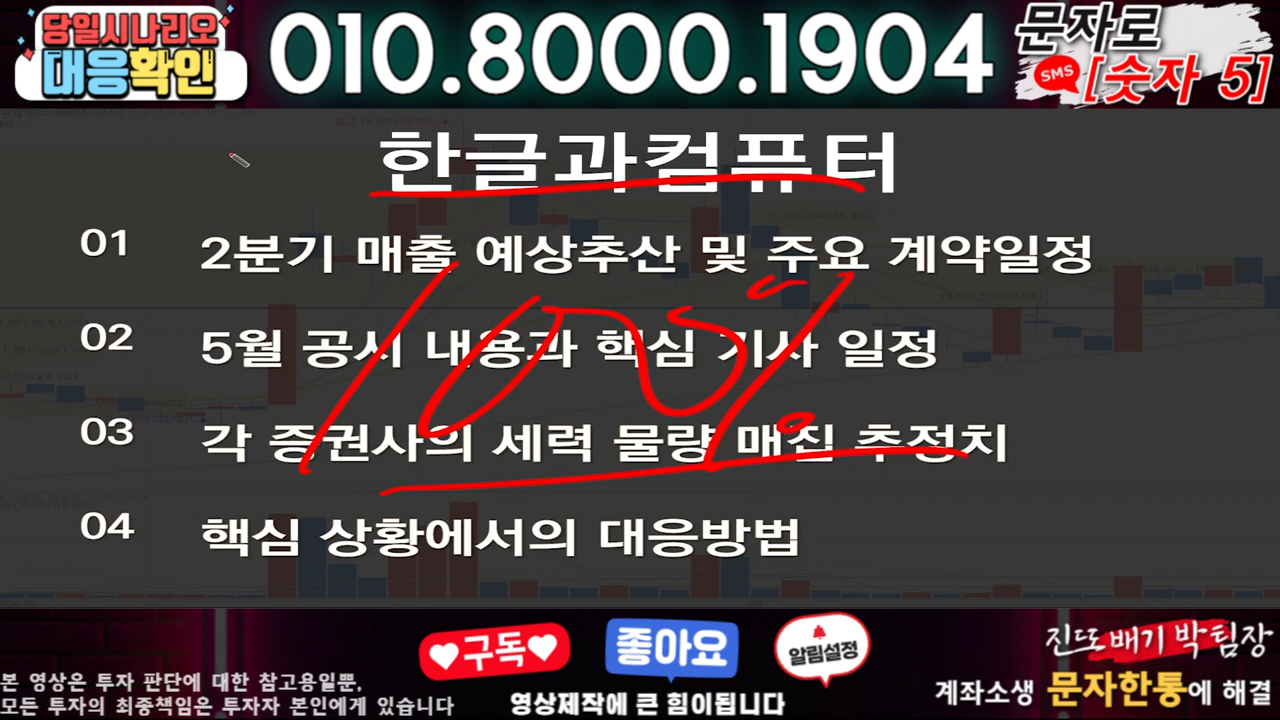 당일시나리오
대응확인
010.8000.1904
문자로
SMS
[숫자 5]
한글과컴퓨터
01 2분기 매출 예상추산 및 주요 계약일정
02 5월 공시 내용과 핵심 기사 일정
03 각 증권사의 세력 물량 매집 추정치
04 핵심 상황에서의 대응방법
100%
구독
좋아요
알림설정
영상제작에 큰 힘이됩니다
본 영상은 투자 판단에 대한 참고용일뿐,
모든 투자의 최종책임은 투자자 본인에게 있습니다
진또배기 박팀장
계좌소생 문자한통에 해결